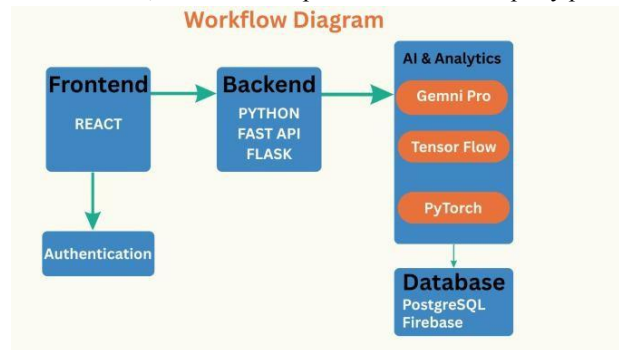 Workflow Diagram
Frontend
REACT
Authentication
Backend
PYTHON
FAST API
FLASK
AI & Analytics
Gemni Pro
Tensor Flow
PyTorch
Database
PostgreSQL
Firebase